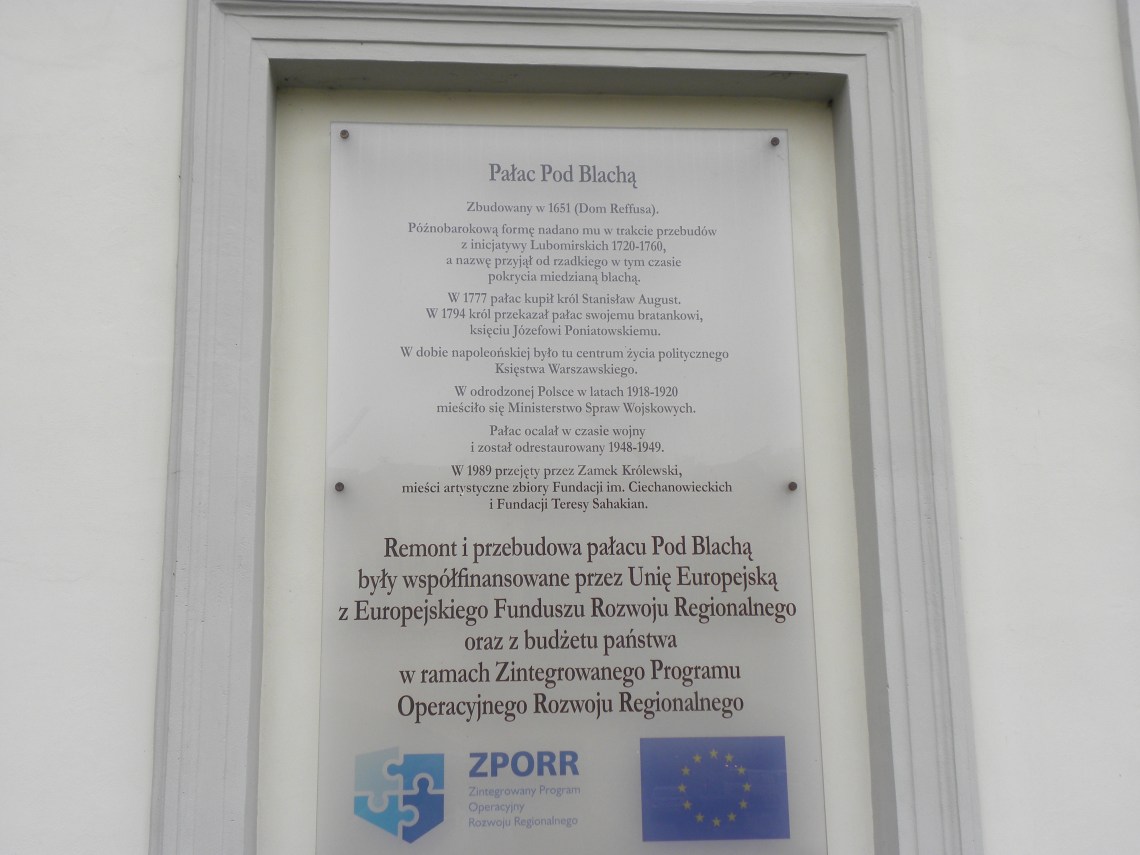 Pałac Pod Blachą
Zbudowany w 1651 (Dom Reffusa).
Późnobarokową formę nadano mu w trakcie przebudów
z inicjatywy Lubomirskich 1720-1760,
a nazwę przyjął od rzadkiego w tym czasie
pokrycia miedzianą blachą.
W 1777 pałac kupił król Stanisław August.
W 1794 król przekazał pałac swojemu bratankowi,
księciu Józefowi Poniatowskiemu.
W dobie napoleońskiej było tu centrum życia politycznego
Księstwa Warszawskiego.
W odrodzonej Polsce w latach 1918-1920
mieściło się Ministerstwo Spraw Wojskowych.
Pałac ocalał w czasie wojny
i został odrestaurowany 1948-1949.
W 1989 przejęty przez Zamek Królewski,
mieści artystyczne zbiory Fundacji im. Ciechanowieckich
i Fundacji Teresy Sahakian.
Remont i przebudowa pałacu Pod Blachą
były współfinansowane przez Unię Europejską
z Europejskiego Funduszu Rozwoju Regionalnego
oraz z budżetu państwa
w ramach Zintegrowanego Programu
Operacyjnego Rozwoju Regionalnego
ZPORR
Zintegrowany Program
Operacyjny
Rozwoju Regionalnego